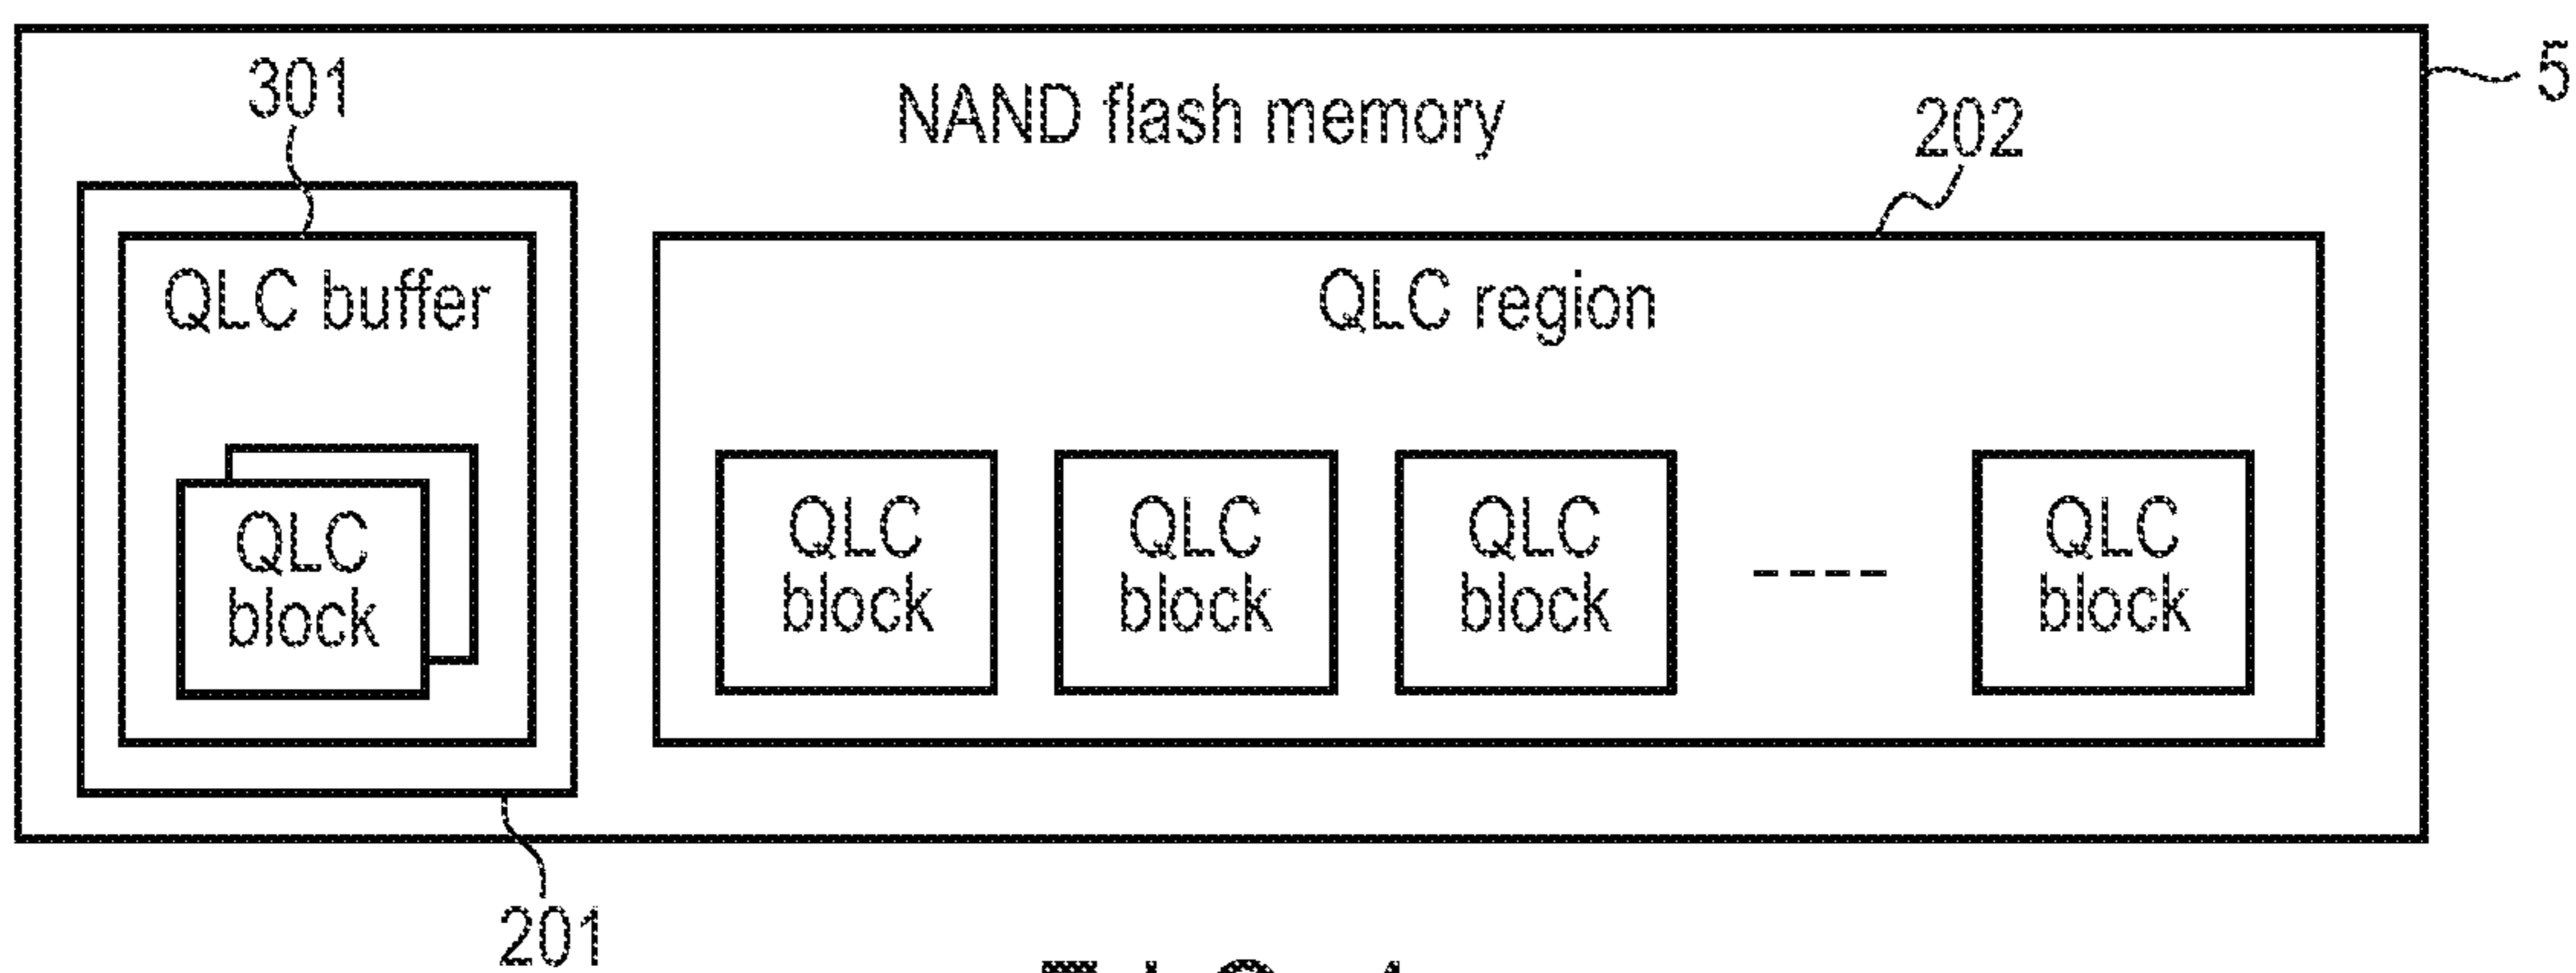 301
NAND flash memory
5
202
QLC buffer
QLC region
QLC
block
QLC
block
QLC
block
QLC
block
QLC
block
201